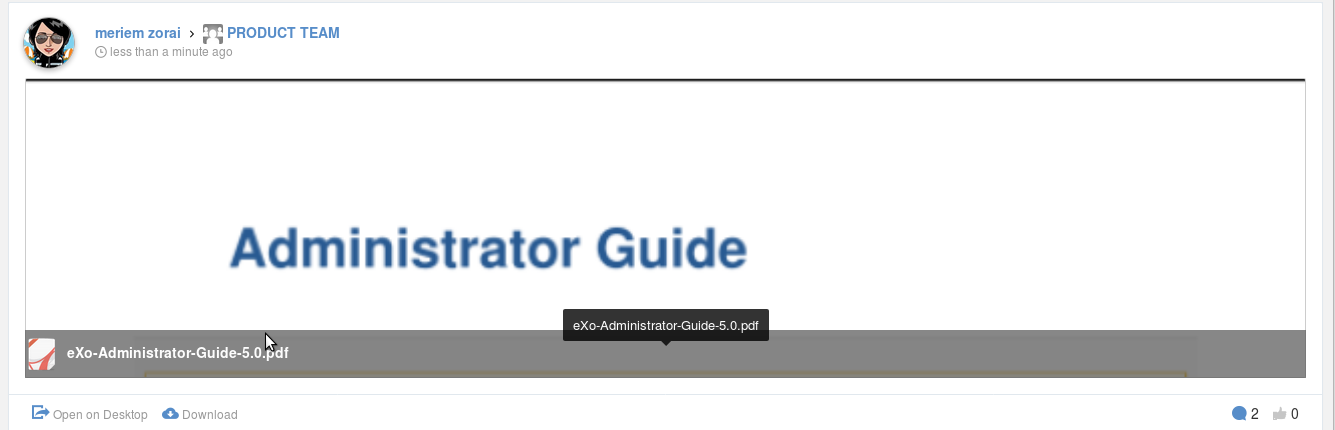 meriem zorai > PRODUCT TEAM
less than a minute ago
Administrator Guide
eXo-Administrator-Guide-5.0.pdf
eXo-Administrator-Guide-5.0.pdf
Open on Desktop Download 2 0